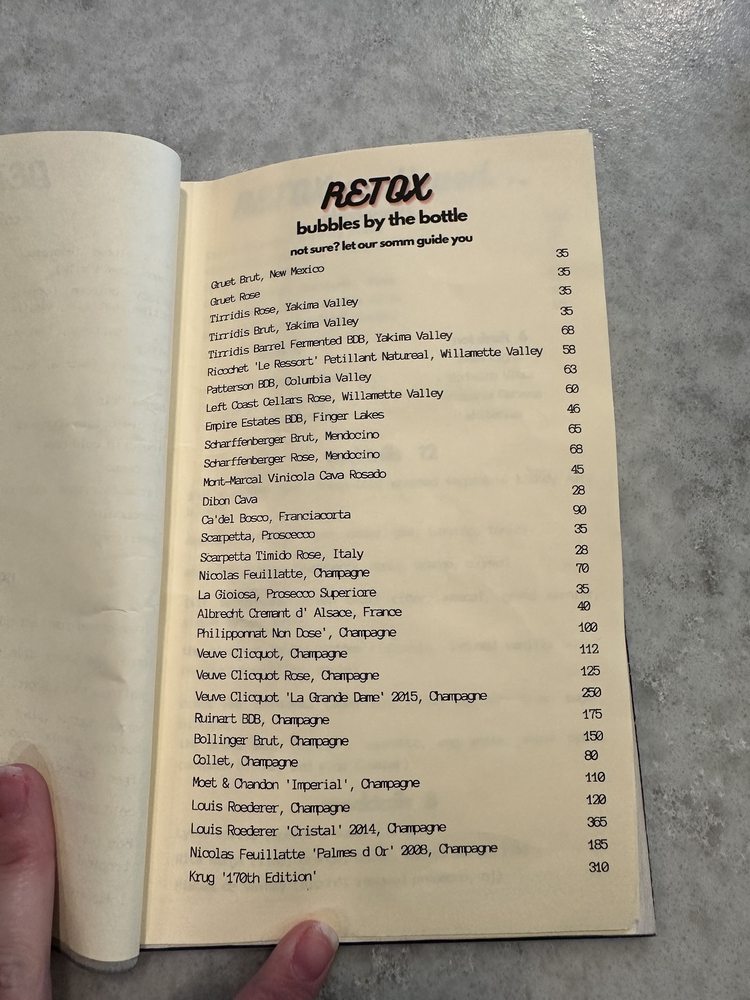 RETOX
bubbles by the bottle
not sure? let our somm guide you
Gruet Brut, New Mexico 35
Gruet Rose 35
Tirridis Rose, Yakima Valley 35
Tirridis Brut, Yakima Valley 35
Tirridis Barrel Fermented BDB, Yakima Valley 68
Ricochet 'Le Ressort' Petillant Natureal, Willamette Valley 58
Patterson BDB, Columbia Valley 63
Left Coast Cellars Rose, Willamette Valley 60
Empire Estates BDB, Finger Lakes 46
Scharffenberger Brut, Mendocino 65
Scharffenberger Rose, Mendocino 68
Mont-Marcal Vinicola Cava Rosado 45
Dibon Cava 28
Ca'del Bosco, Franciacorta 90
Scarpetta, Proscecco 35
Scarpetta Timido Rose, Italy 28
Nicolas Feuillatte, Champagne 70
La Gioiosa, Prosecco Superiore 35
Albrecht Cremant d' Alsace, France 40
Philipponnat Non Dose', Champagne 100
Veuve Clicquot, Champagne 112
Veuve Clicquot Rose, Champagne 125
Veuve Clicquot 'La Grande Dame' 2015, Champagne 250
Ruinart BDB, Champagne 175
Bollinger Brut, Champagne 150
Collet, Champagne 80
Moet & Chandon 'Imperial', Champagne 110
Louis Roederer, Champagne 120
Louis Roederer 'Cristal' 2014, Champagne 365
Nicolas Feuillatte 'Palmes d Or' 2008, Champagne 185
Krug '170th Edition' 310